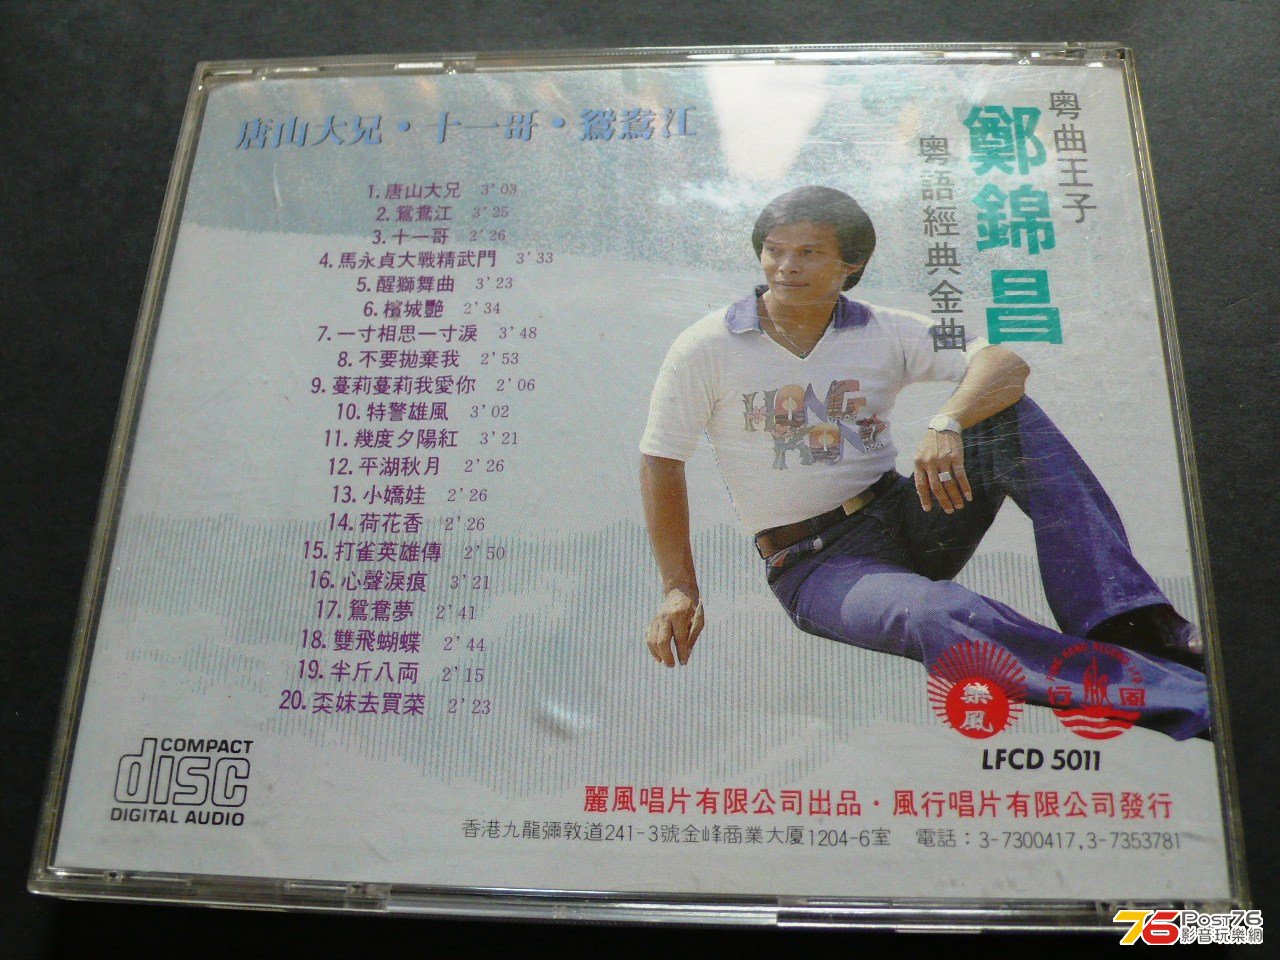 唐山大兄・十一哥・鴛鴦江
粵曲王子
鄭錦昌
粵語經典金曲
1. 唐山大兄 3'03
2. 鴛鴦江 3'25
3. 十一哥 2'26
4. 馬永貞大戰精武門 3'33
5. 醒獅舞曲 3'23
6. 檳城艷 2'34
7. 一寸相思一寸淚 3'48
8. 不要拋棄我 2'53
9. 蔓莉蔓莉我愛你 2'06
10. 特警雄風 3'02
11. 幾度夕陽紅 3'21
12. 平湖秋月 2'26
13. 小嬌娃 2'26
14. 荷花香 2'26
15. 打雀英雄傳 2'50
16. 心聲淚痕 3'21
17. 鴛鴦夢 2'41
18. 雙飛蝴蝶 2'44
19. 半斤八両 2'15
20. 奀妹去買菜 2'23
HONG
KONG
樂風
LFCD 5011
COMPACT
disc
DIGITAL AUDIO
麗風唱片有限公司出品・風行唱片有限公司發行
香港九龍彌敦道241-3號金峰商業大厦1204-6室 電話：3-7300417,3-7353781
76 Post76
影音玩樂網